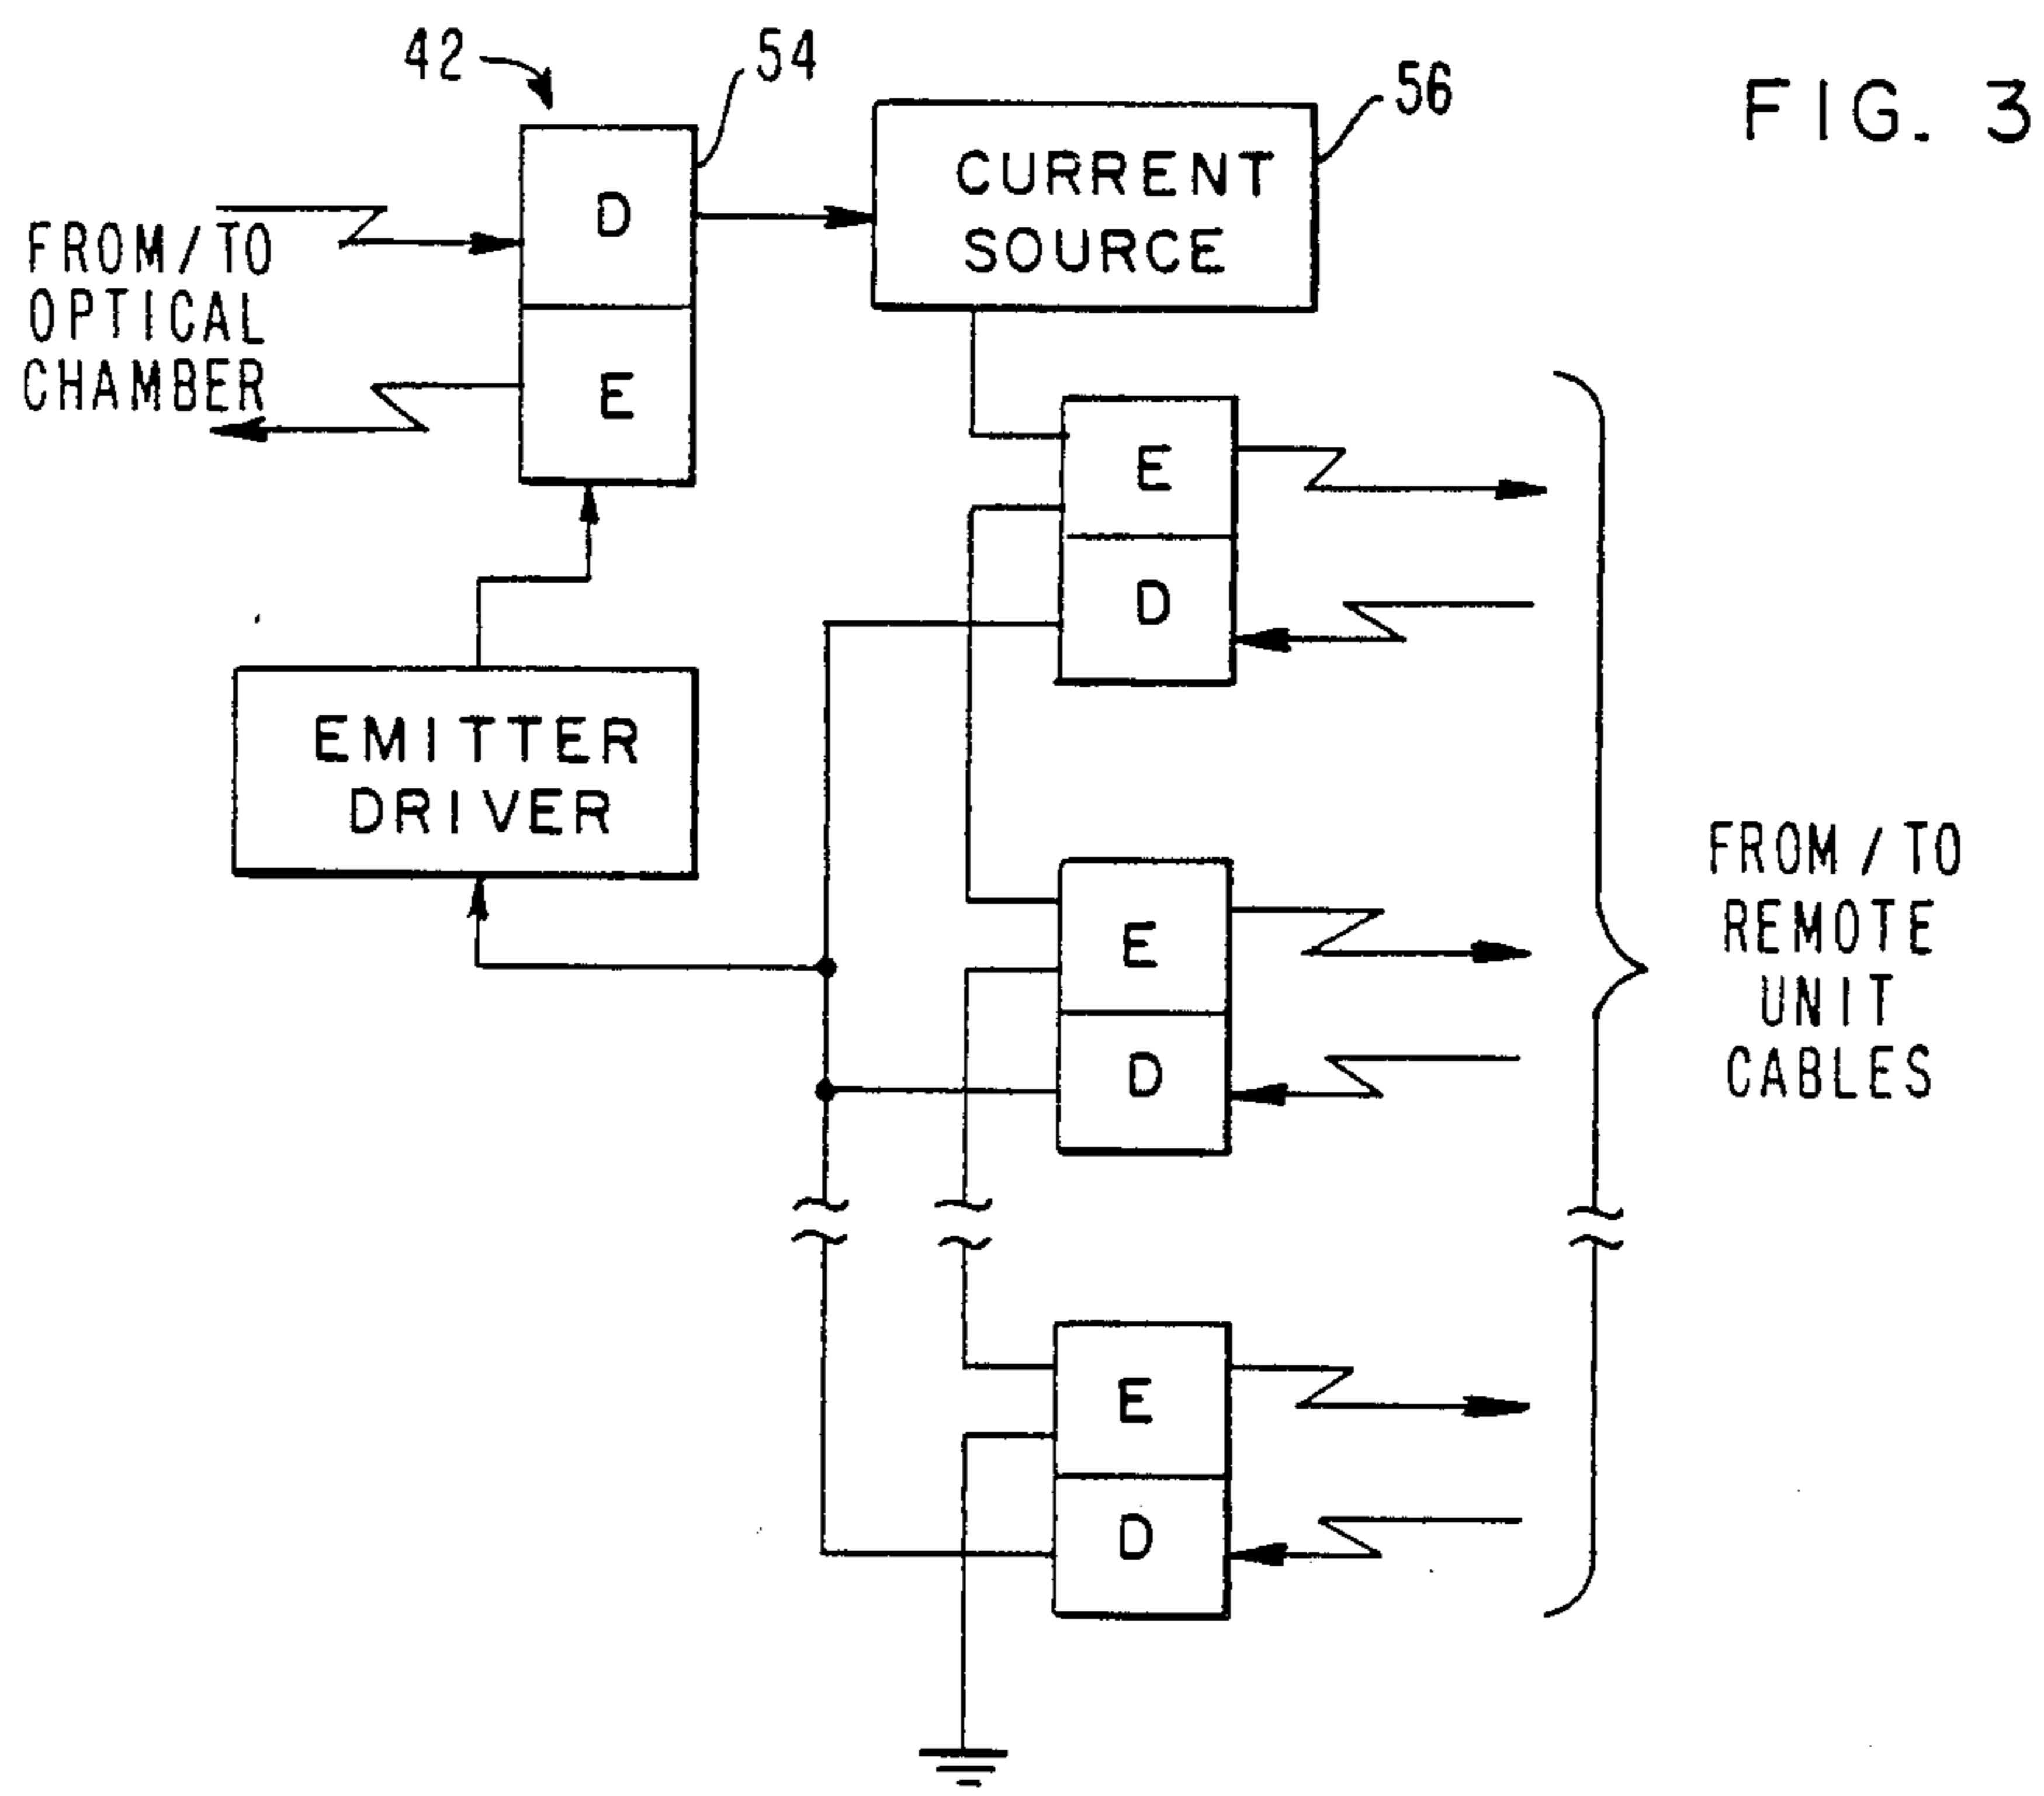 42
54
56
FIG. 3
D
CURRENT
SOURCE
FROM/TO
OPTICAL
CHAMBER
E
E
D
EMITTER
DRIVER
E
D
FROM/TO
REMOTE
UNIT
CABLES
E
D